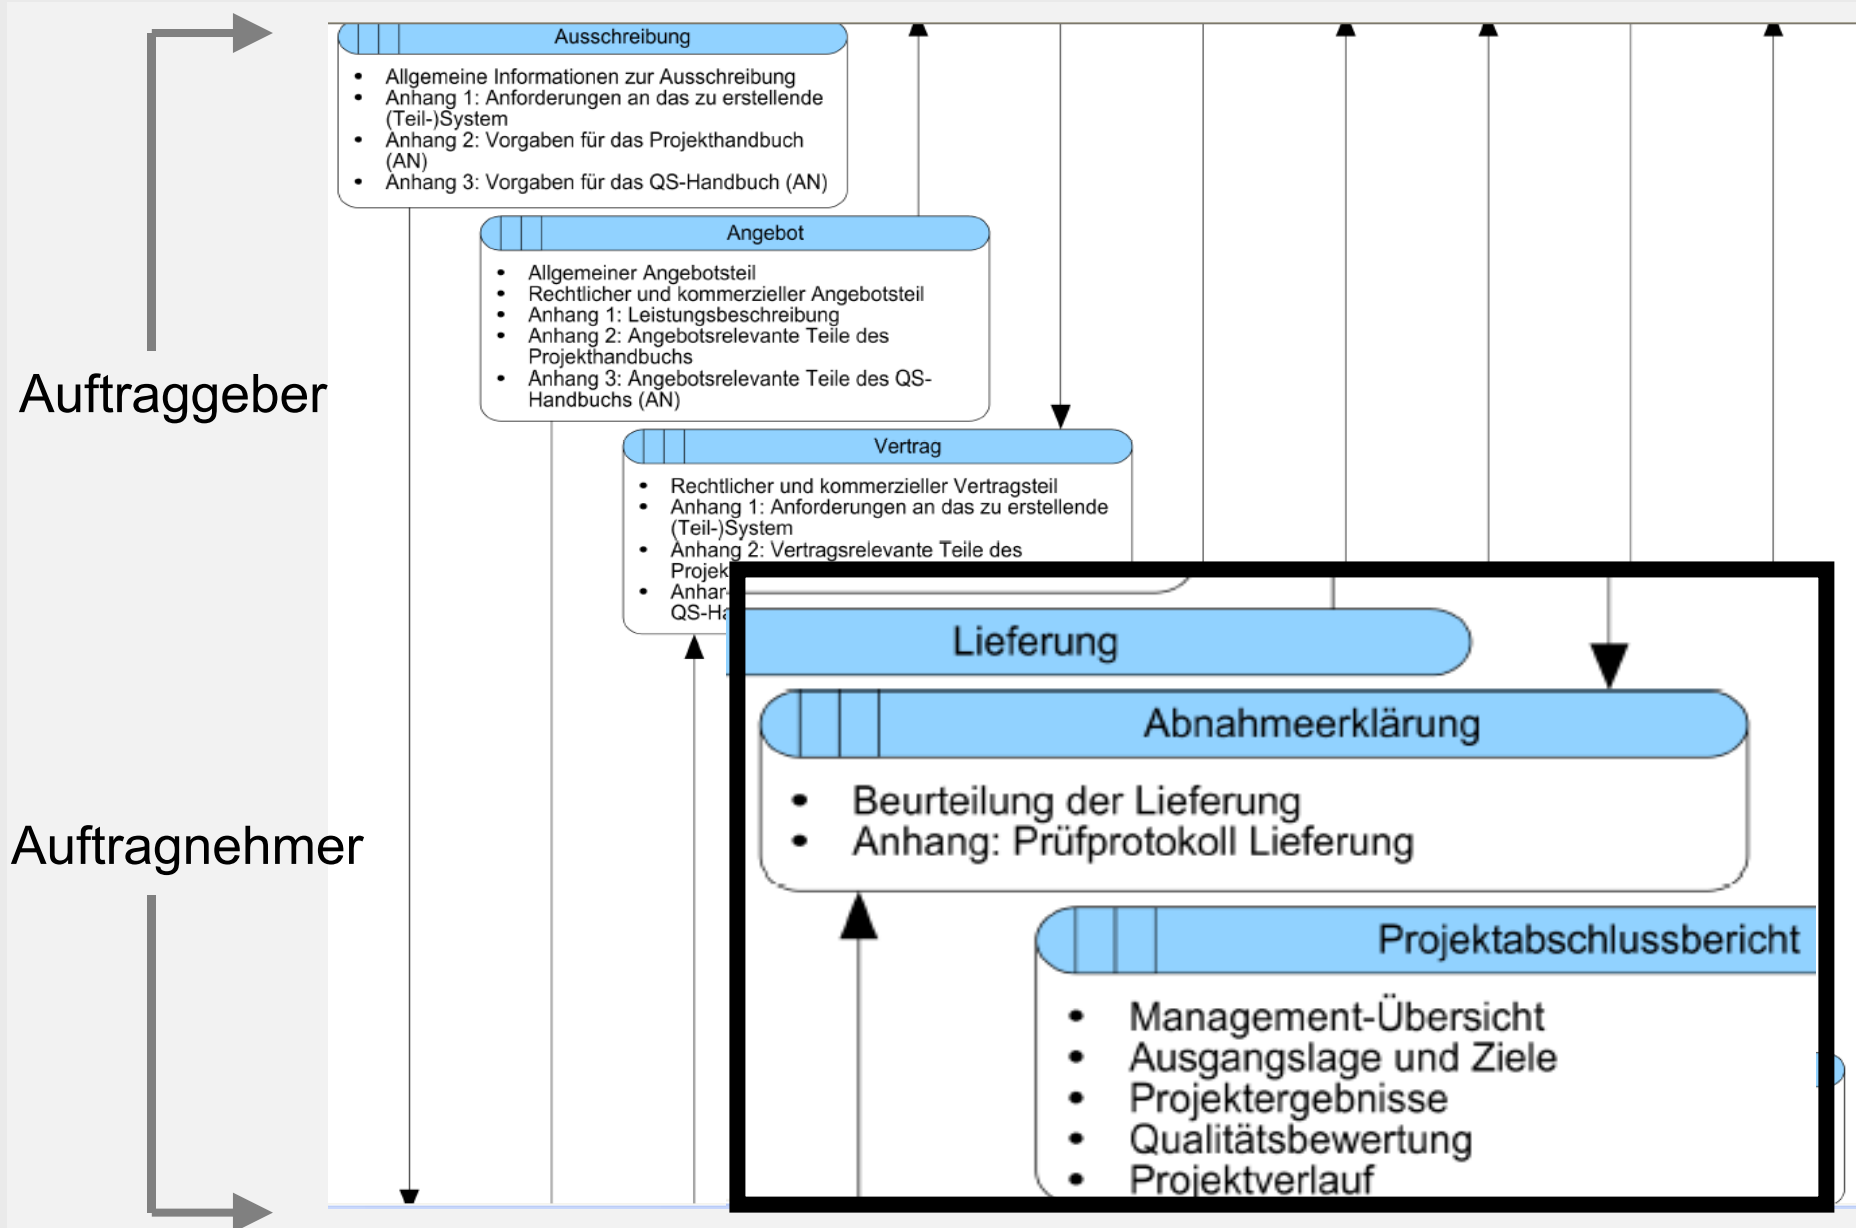 Ausschreibung
• Allgemeine Informationen zur Ausschreibung
• Anhang 1: Anforderungen an das zu erstellende
(Teil-)System
• Anhang 2: Vorgaben für das Projekthandbuch
(AN)
• Anhang 3: Vorgaben für das QS-Handbuch (AN)
Angebot
• Allgemeiner Angebotsteil
• Rechtlicher und kommerzieller Angebotsteil
• Anhang 1: Leistungsbeschreibung
• Anhang 2: Angebotsrelevante Teile des
Projekthandbuchs
• Anhang 3: Angebotsrelevante Teile des QS-
Handbuchs (AN)
Auftraggeber
Vertrag
• Rechtlicher und kommerzieller Vertragsteil
• Anhang 1: Anforderungen an das zu erstellende
(Teil-)System
• Anhang 2: Vertragsrelevante Teile des
Lieferung
Abnahmeerklärung
• Beurteilung der Lieferung
• Anhang: Prüfprotokoll Lieferung
Auftragnehmer
Projektabschlussbericht
• Management-Übersicht
• Ausgangslage und Ziele
• Projektergebnisse
• Qualitätsbewertung
• Projektverlauf